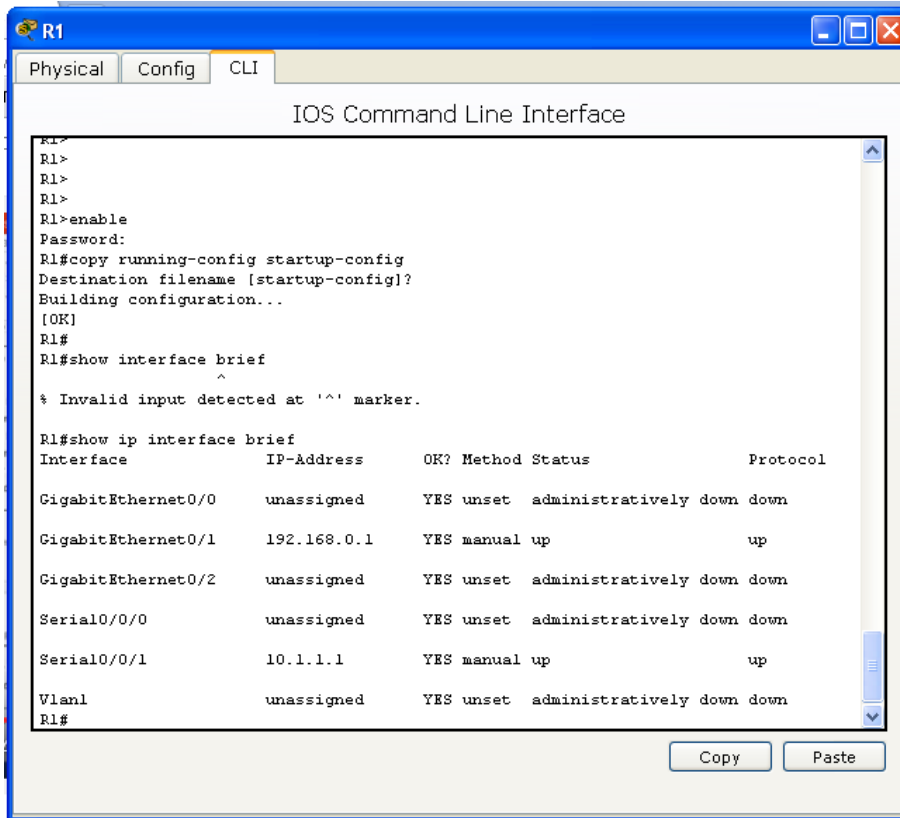 R1
Physical Config CLI
IOS Command Line Interface
R1>
R1>
R1>
R1>
R1>enable
Password:
R1#copy running-config startup-config
Destination filename [startup-config]?
Building configuration...
[OK]
R1#
R1#show interface brief
^
% Invalid input detected at '^' marker.
R1#show ip interface brief
Interface IP-Address OK? Method Status Protocol
GigabitEthernet0/0 unassigned YES unset administratively down down
GigabitEthernet0/1 192.168.0.1 YES manual up up
GigabitEthernet0/2 unassigned YES unset administratively down down
Serial0/0/0 unassigned YES unset administratively down down
Serial0/0/1 10.1.1.1 YES manual up up
Vlan1 unassigned YES unset administratively down down
R1#
Copy Paste